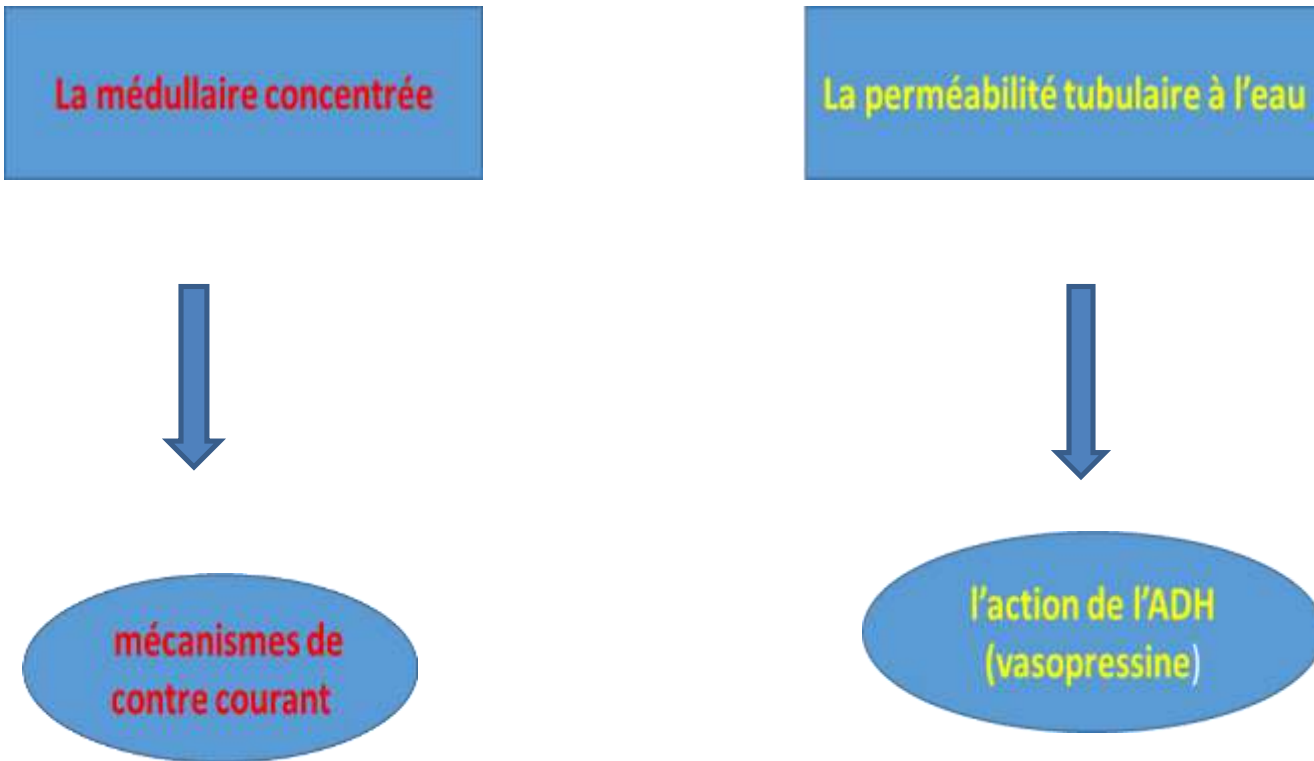 La médullaire concentrée
La perméabilité tubulaire à l'eau
mécanismes de
contre courant
l'action de l'ADH
(vasopressine)